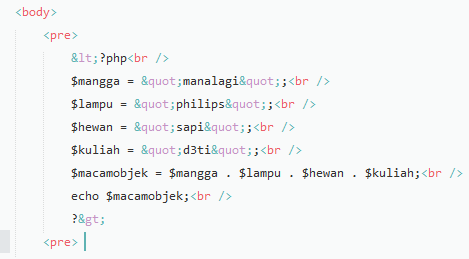 <body>
<pre>
&lt;?php<br />
$mangga = &quot;manalagi&quot;;<br />
$lampu = &quot;philips&quot;;<br />
$hewan = &quot;sapi&quot;;<br />
$kuliah = &quot;d3ti&quot;;<br />
$macamobjek = $mangga . $lampu . $hewan . $kuliah;<br />
echo $macamobjek;<br />
?&gt;
<pre>